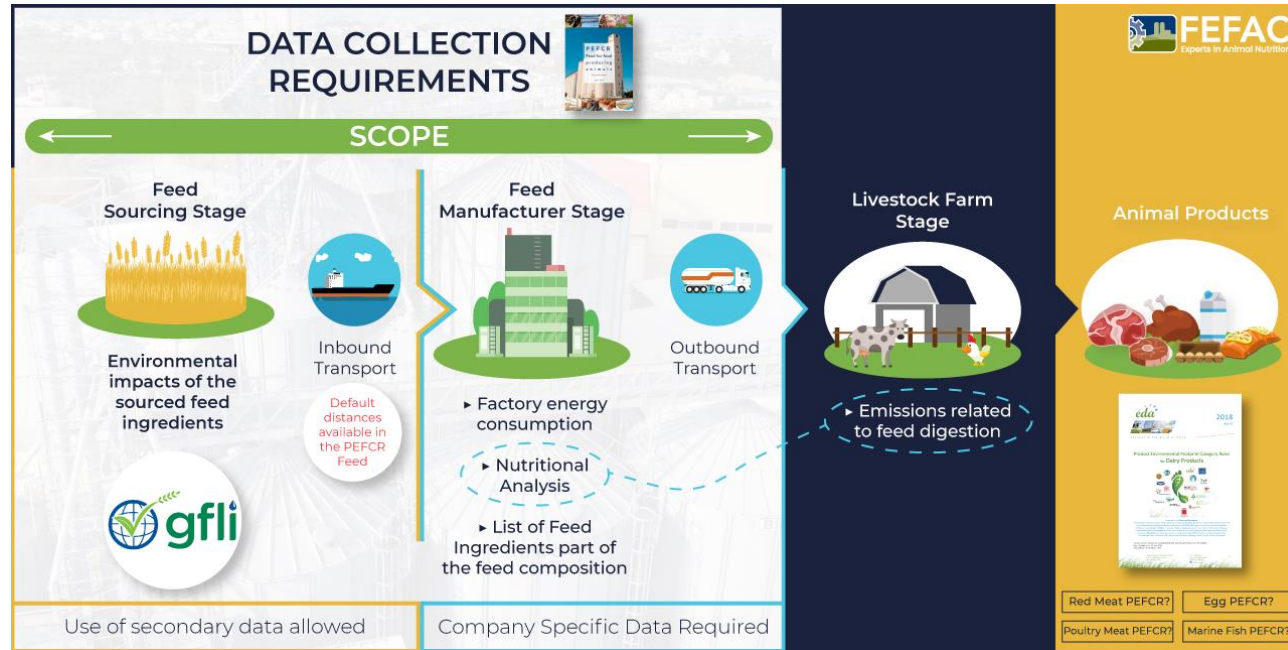 DATA COLLECTION
REQUIREMENTS
PEFCR
Feed for food
producing
animals
FEFAC
Experts in Animal Nutrition
SCOPE
Feed
Sourcing Stage
Environmental
impacts of the
sourced feed
ingredients
gfli
Inbound
Transport
Default
distances
available in
the PEFCR
Feed
Feed
Manufacturer Stage
▸ Factory energy
consumption
▸ Nutritional
Analysis
▸ List of Feed
Ingredients part of
the feed composition
Outbound
Transport
Livestock Farm
Stage
▸ Emissions related
to feed digestion
Animal Products
eda
2018
Product Environmental Footprint Category Rules
for Dairy Products
Red Meat PEFCR?
Egg PEFCR?
Poultry Meat PEFCR?
Marine Fish PEFCR?
Use of secondary data allowed
Company Specific Data Required